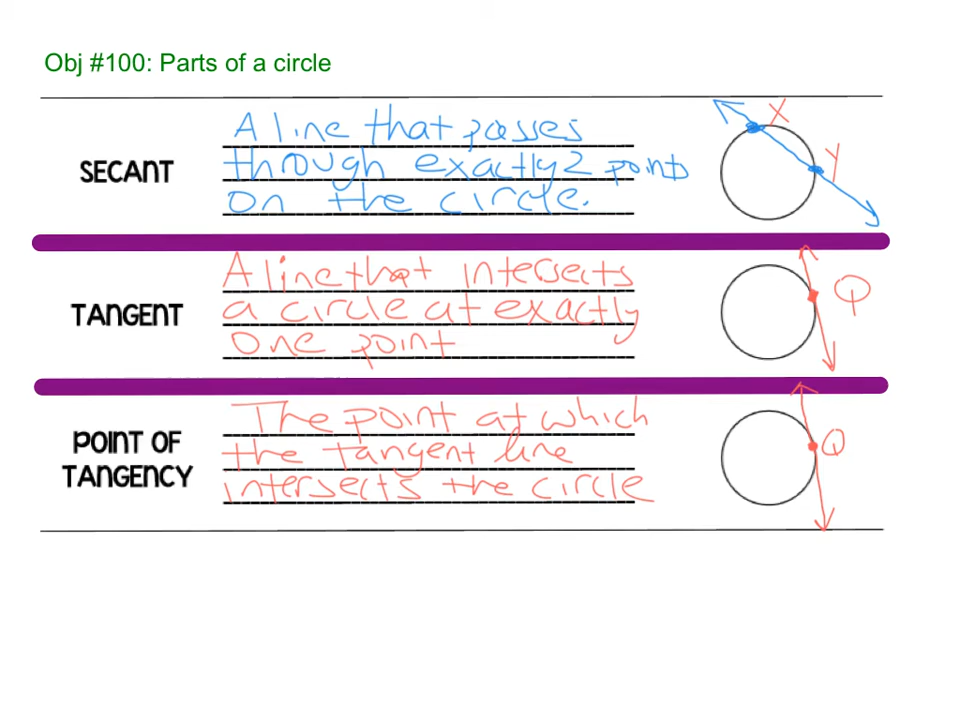 Obj #100: Parts of a circle
A line that passes
SECANT
through exactly 2 points
on the circle.
X
Y
A line that intersects
TANGENT
a circle at exactly
one point
Q
The point at which
POINT OF
the tangent line
TANGENCY
intersects the circle
Q